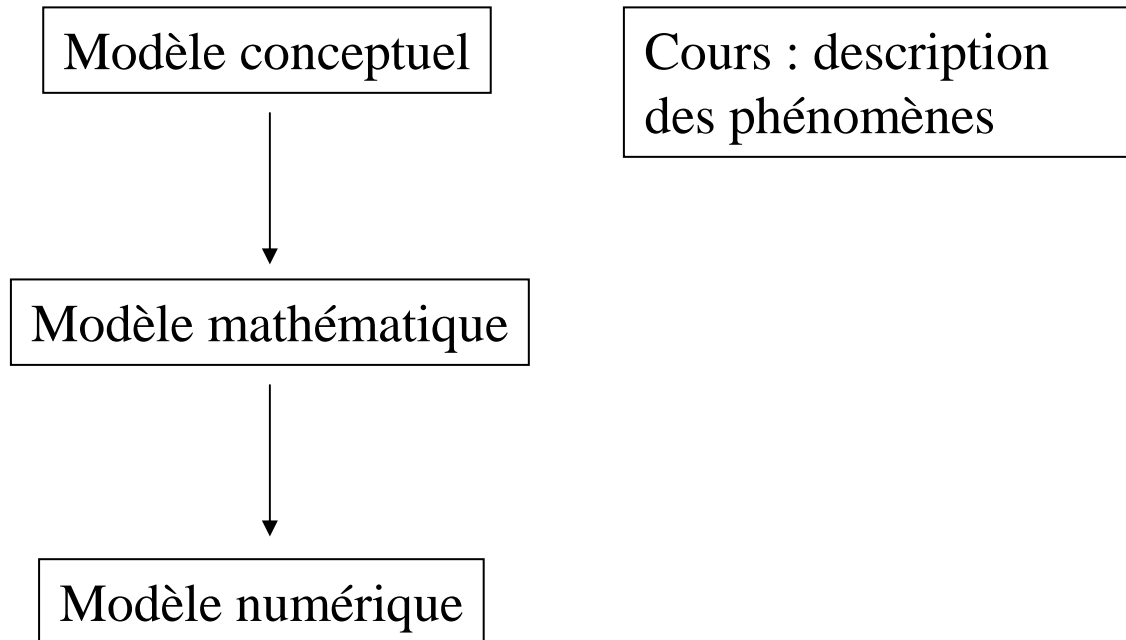 Modèle conceptuel
Cours : description
des phénomènes
Modèle mathématique
Modèle numérique